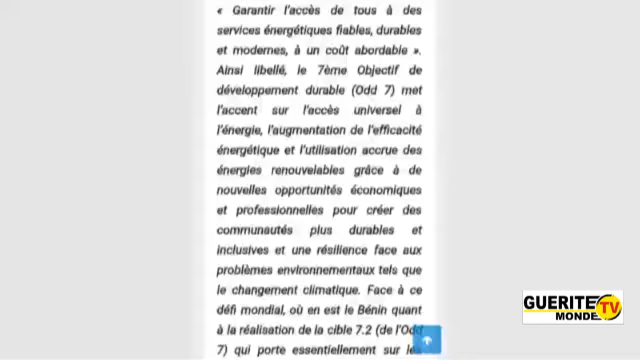 « Garantir l'accès de tous à des
services énergétiques fiables, durables
et modernes, à un coût abordable ».
Ainsi libellé, le 7ème Objectif de
développement durable (Odd 7) met
l'accent sur l'accès universel à
l'énergie, l'augmentation de l'efficacité
énergétique et l'utilisation accrue des
énergies renouvelables grâce à de
nouvelles opportunités économiques
et professionnelles pour créer des
communautés plus durables et
inclusives et une résilience face aux
problèmes environnementaux tels que
le changement climatique. Face à ce
défi mondial, où en est le Bénin quant
à la réalisation de la cible 7.2 (de l'Odd
7) qui porte essentiellement sur les
GUERITE TV
MONDE